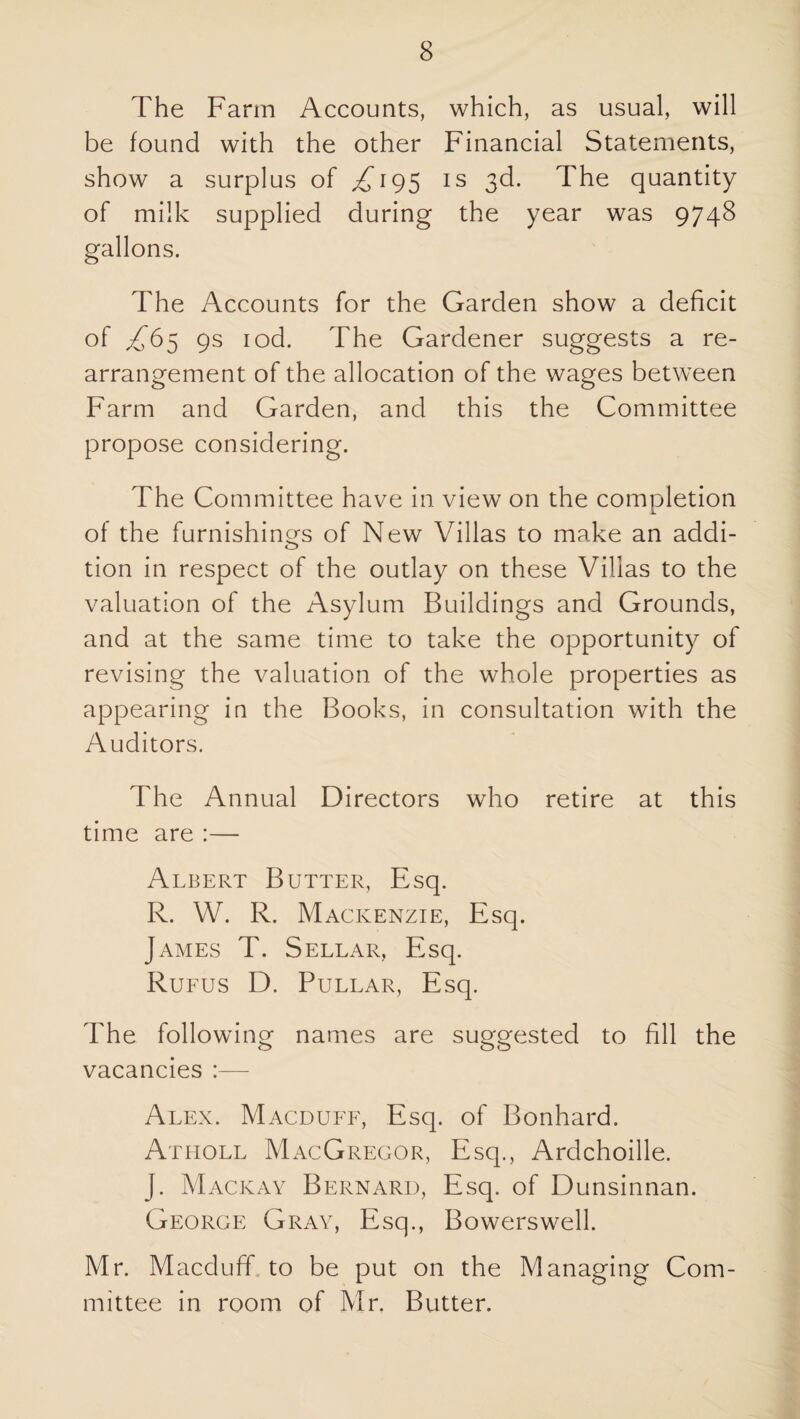 8
The Farm Accounts, which, as usual, will
be found with the other Financial Statements,
show a surplus of £195 1s 3d. The quantity
of milk supplied during the year was 9748
gallons.
The Accounts for the Garden show a deficit
of £65 9s 10d. The Gardener suggests a re-
arrangement of the allocation of the wages between
Farm and Garden, and this the Committee
propose considering.
The Committee have in view on the completion
of the furnishings of New Villas to make an addi-
tion in respect of the outlay on these Villas to the
valuation of the Asylum Buildings and Grounds,
and at the same time to take the opportunity of
revising the valuation of the whole properties as
appearing in the Books, in consultation with the
Auditors.
The Annual Directors who retire at this
time are :—
Albert Butter, Esq.
R. W. R. Mackenzie, Esq.
James T. Sellar, Esq.
Rufus D. Pullar, Esq.
The following names are suggested to fill the
vacancies :—
Alex. Macduff, Esq. of Bonhard.
Atholl MacGregor, Esq., Ardchoille.
J. Mackay Bernard, Esq. of Dunsinnan.
George Gray, Esq., Bowerswell.
Mr. Macduff to be put on the Managing Com-
mittee in room of Mr. Butter.